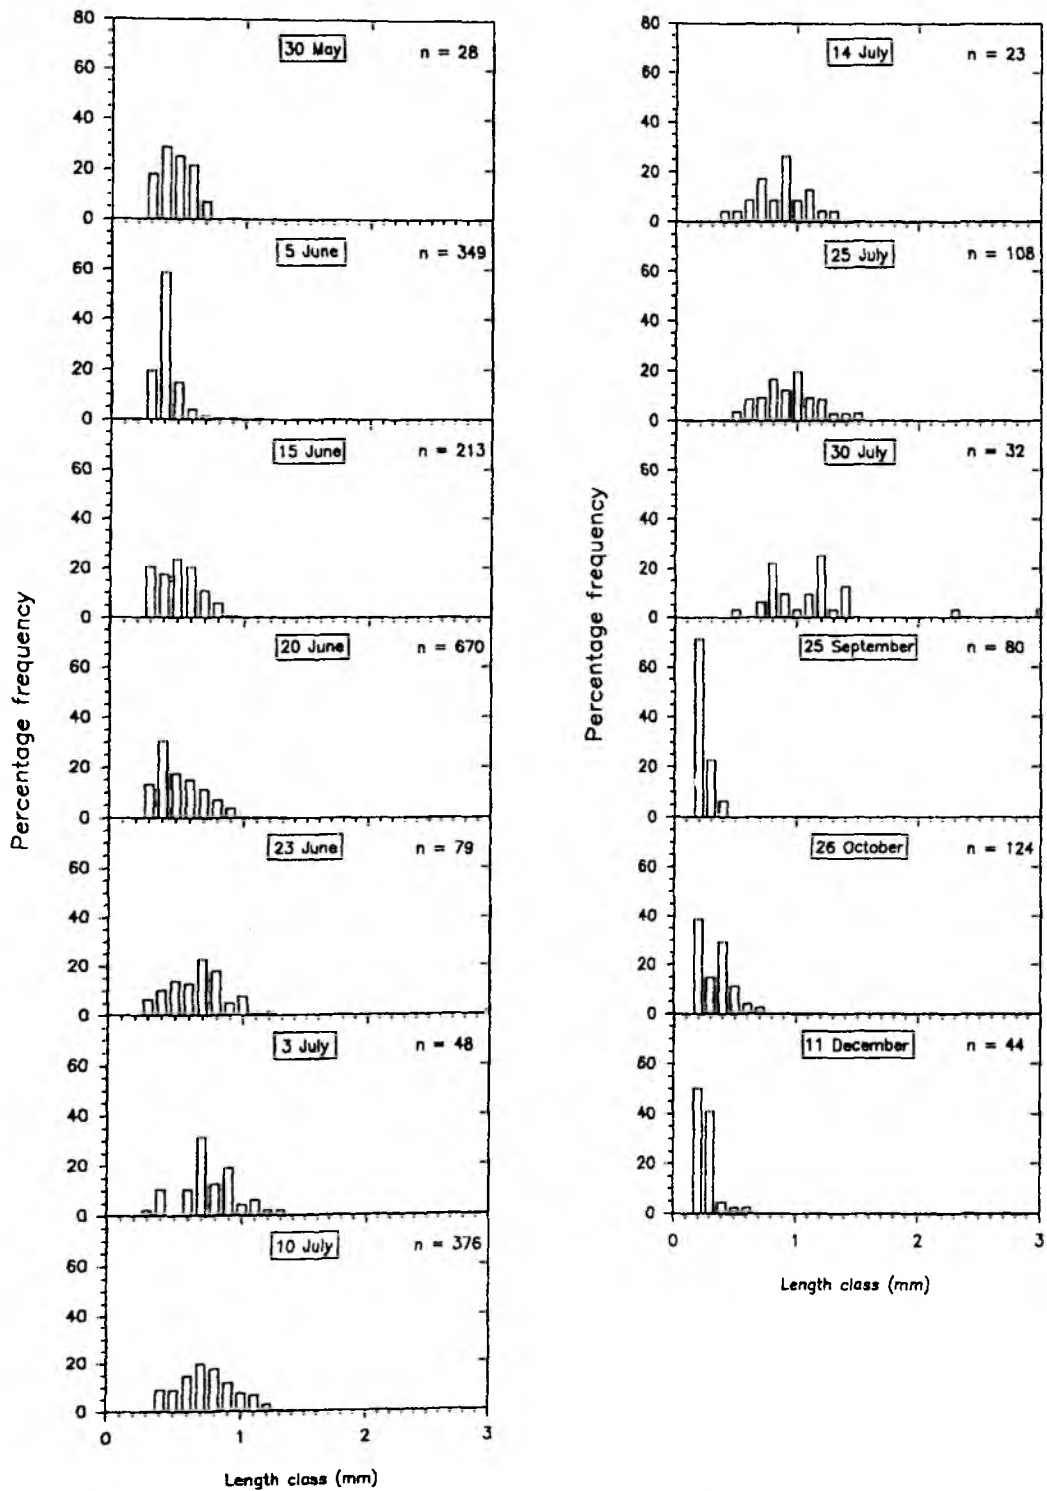 80
60
40
20
0
30 May
n = 28
60
40
20
0
5 June
n = 349
60
40
20
0
15 June
n = 213
60
40
20
0
20 June
n = 670
60
40
20
0
23 June
n = 79
60
40
20
0
3 July
n = 48
60
40
20
0
10 July
n = 376
0 1 2 3
Length class (mm)
Percentage frequency
80
60
40
20
0
14 July
n = 23
60
40
20
0
25 July
n = 108
60
40
20
0
30 July
n = 32
60
40
20
0
25 September
n = 80
60
40
20
0
26 October
n = 124
60
40
20
0
11 December
n = 44
0 1 2 3
Length class (mm)
Percentage frequency